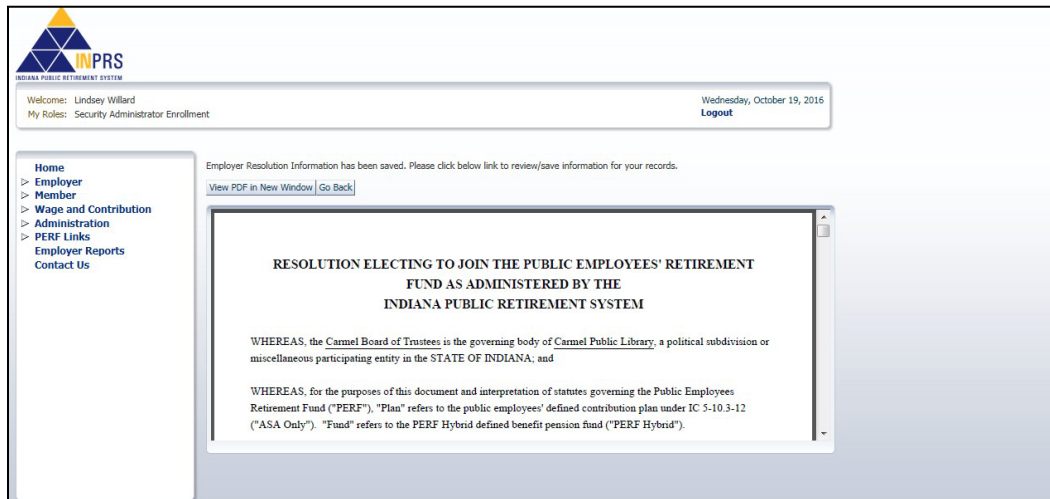 INPRS
INDIANA PUBLIC RETIREMENT SYSTEM
Welcome: Lindsey Willard
My Roles: Security Administrator Enrollment
Wednesday, October 19, 2016
Logout
Home
Employer
Member
Wage and Contribution
Administration
PERF Links
Employer Reports
Contact Us
Employer Resolution Information has been saved. Please click below link to review/save information for your records.
View PDF in New Window Go Back
RESOLUTION ELECTING TO JOIN THE PUBLIC EMPLOYEES' RETIREMENT
FUND AS ADMINISTERED BY THE
INDIANA PUBLIC RETIREMENT SYSTEM
WHEREAS, the Carmel Board of Trustees is the governing body of Carmel Public Library, a political subdivision or
miscellaneous participating entity in the STATE OF INDIANA; and
WHEREAS, for the purposes of this document and interpretation of statutes governing the Public Employees
Retirement Fund ("PERF"), "Plan" refers to the public employees' defined contribution plan under IC 5-10.3-12
("ASA Only"). "Fund" refers to the PERF Hybrid defined benefit pension fund ("PERF Hybrid").